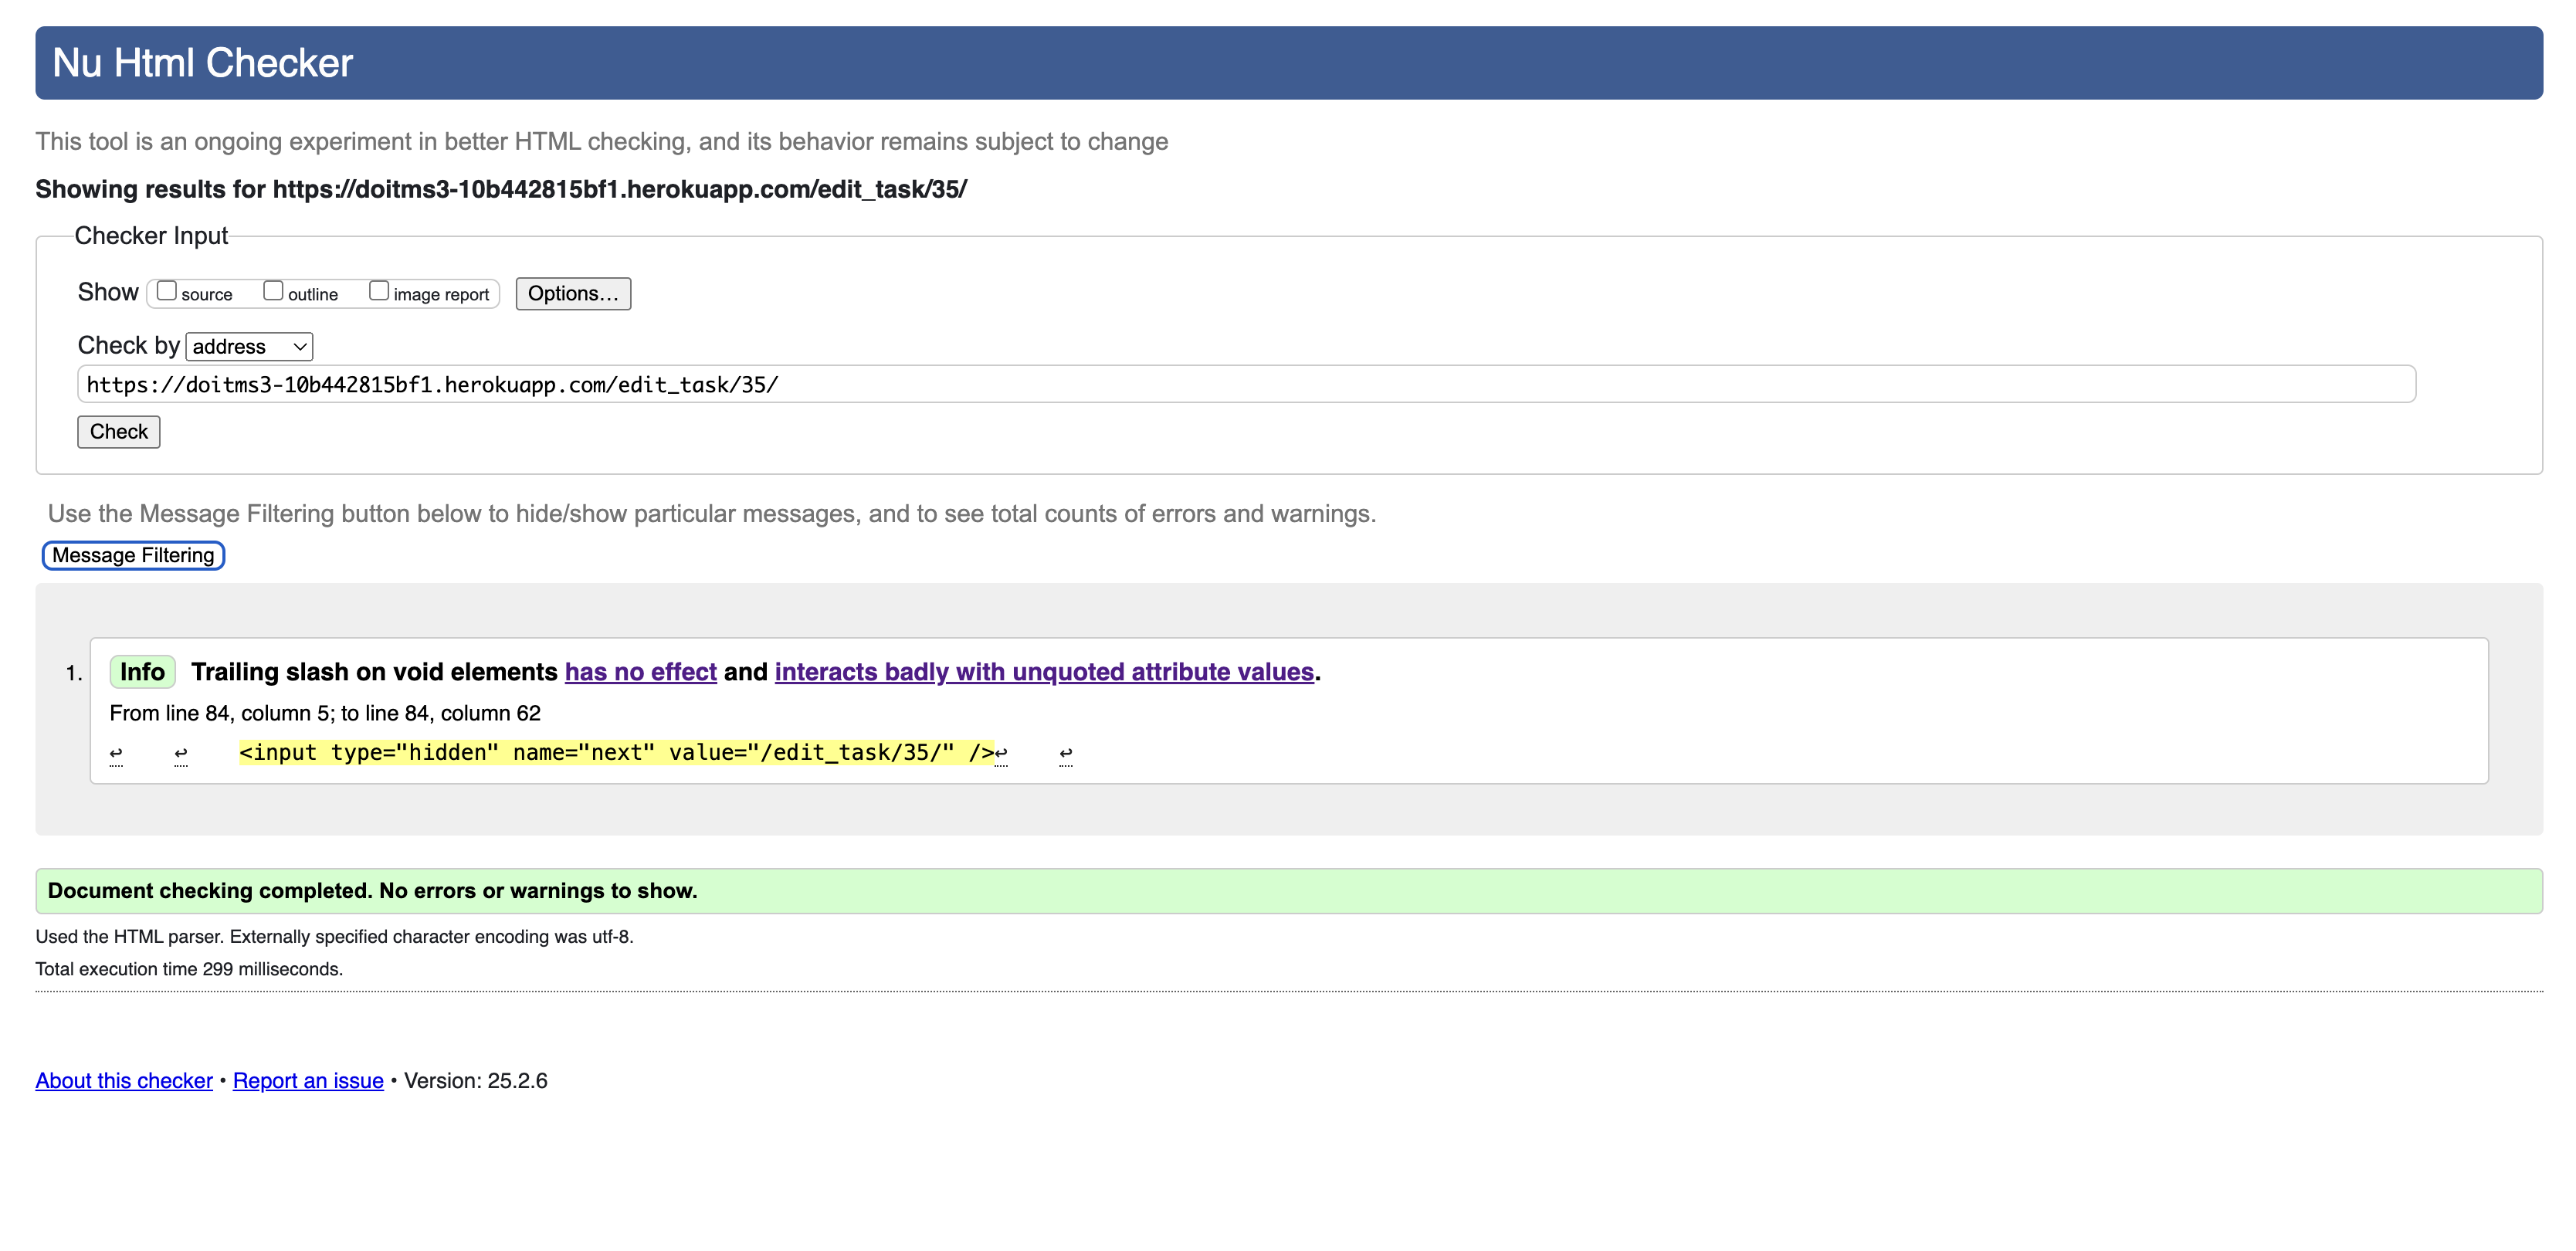 Nu Html Checker
This tool is an ongoing experiment in better HTML checking, and its behavior remains subject to change
Showing results for https://doitms3-10b442815bf1.herokuapp.com/edit_task/35/
Checker Input
Show source outline image report Options…
Check by address
https://doitms3-10b442815bf1.herokuapp.com/edit_task/35/
Check
Use the Message Filtering button below to hide/show particular messages, and to see total counts of errors and warnings.
Message Filtering
1. Info Trailing slash on void elements has no effect and interacts badly with unquoted attribute values.
From line 84, column 5; to line 84, column 62
↩ ↩ <input type="hidden" name="next" value="/edit_task/35/" />↩ ↩
Document checking completed. No errors or warnings to show.
Used the HTML parser. Externally specified character encoding was utf-8.
Total execution time 299 milliseconds.
About this checker • Report an issue • Version: 25.2.6